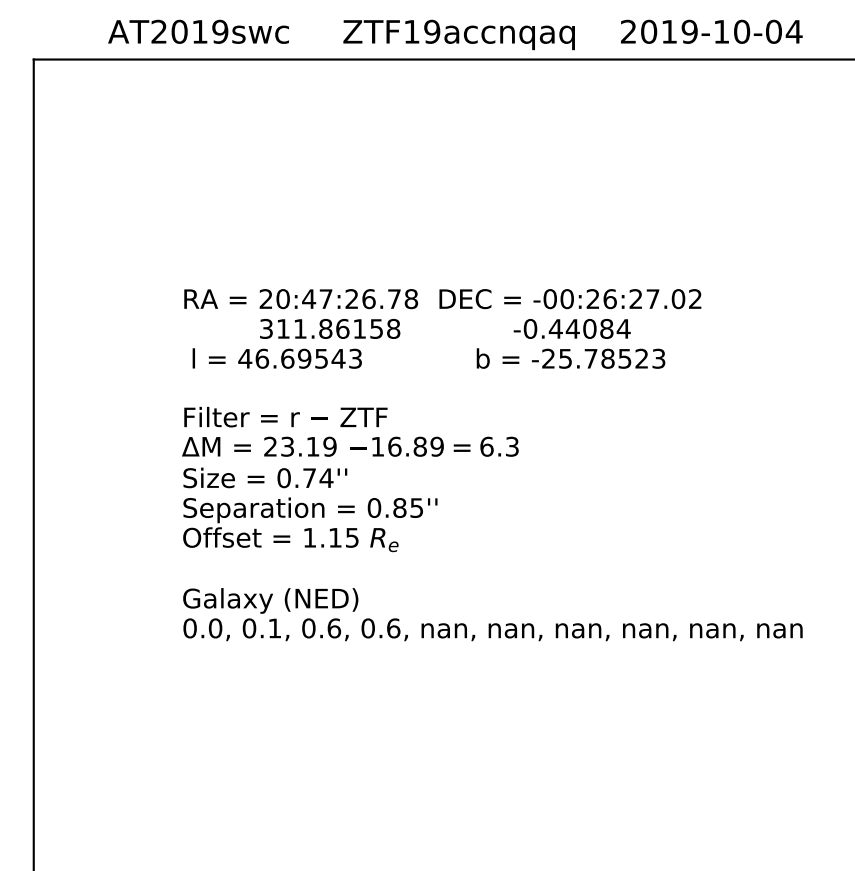 AT2019swc ZTF19accnqaq 2019-10-04
RA = 20:47:26.78 DEC = -00:26:27.02
311.86158 -0.44084
l = 46.69543 b = -25.78523
Filter = r − ZTF
ΔM = 23.19 −16.89 = 6.3
Size = 0.74''
Separation = 0.85''
Offset = 1.15 Re
Galaxy (NED)
0.0, 0.1, 0.6, 0.6, nan, nan, nan, nan, nan, nan